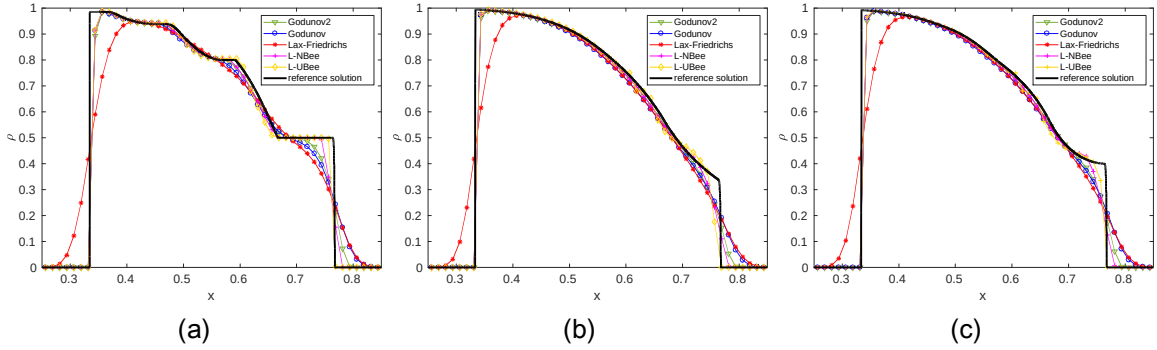 1
0.9
0.8
0.7
0.6
0.5
0.4
0.3
0.2
0.1
0
ρ
0.3 0.4 0.5 0.6 0.7 0.8
x
Godunov2
Godunov
Lax-Friedrichs
L-NBee
L-UBee
reference solution
(a)
1
0.9
0.8
0.7
0.6
0.5
0.4
0.3
0.2
0.1
0
ρ
0.3 0.4 0.5 0.6 0.7 0.8
x
Godunov2
Godunov
Lax-Friedrichs
L-NBee
L-UBee
reference solution
(b)
1
0.9
0.8
0.7
0.6
0.5
0.4
0.3
0.2
0.1
0
ρ
0.3 0.4 0.5 0.6 0.7 0.8
x
Godunov2
Godunov
Lax-Friedrichs
L-NBee
L-UBee
reference solution
(c)